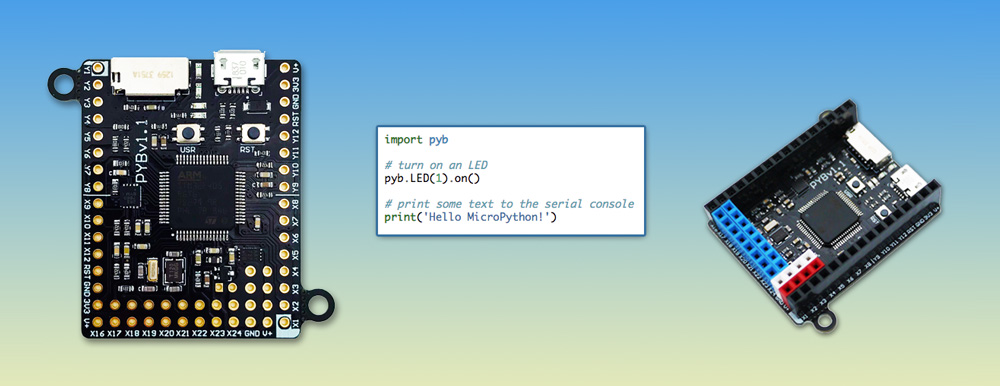 Y1
Y2
Y3
Y4
Y5
Y6
Y7
Y8
X9
X10
X11
X12
RST
GND
3V3
V+
PYBv1.1
USR
RST
ARM
V+
3V3
GND
RST
Y12
Y11
Y10
Y9
X8
X7
X6
X5
X4
X3
X2
X1
X16 X17 X18 X19 X20 X21 X22 X23 X24 GND V+
import pyb
# turn on an LED
pyb.LED(1).on()
# print some text to the serial console
print('Hello MicroPython!')
PYBv1.1